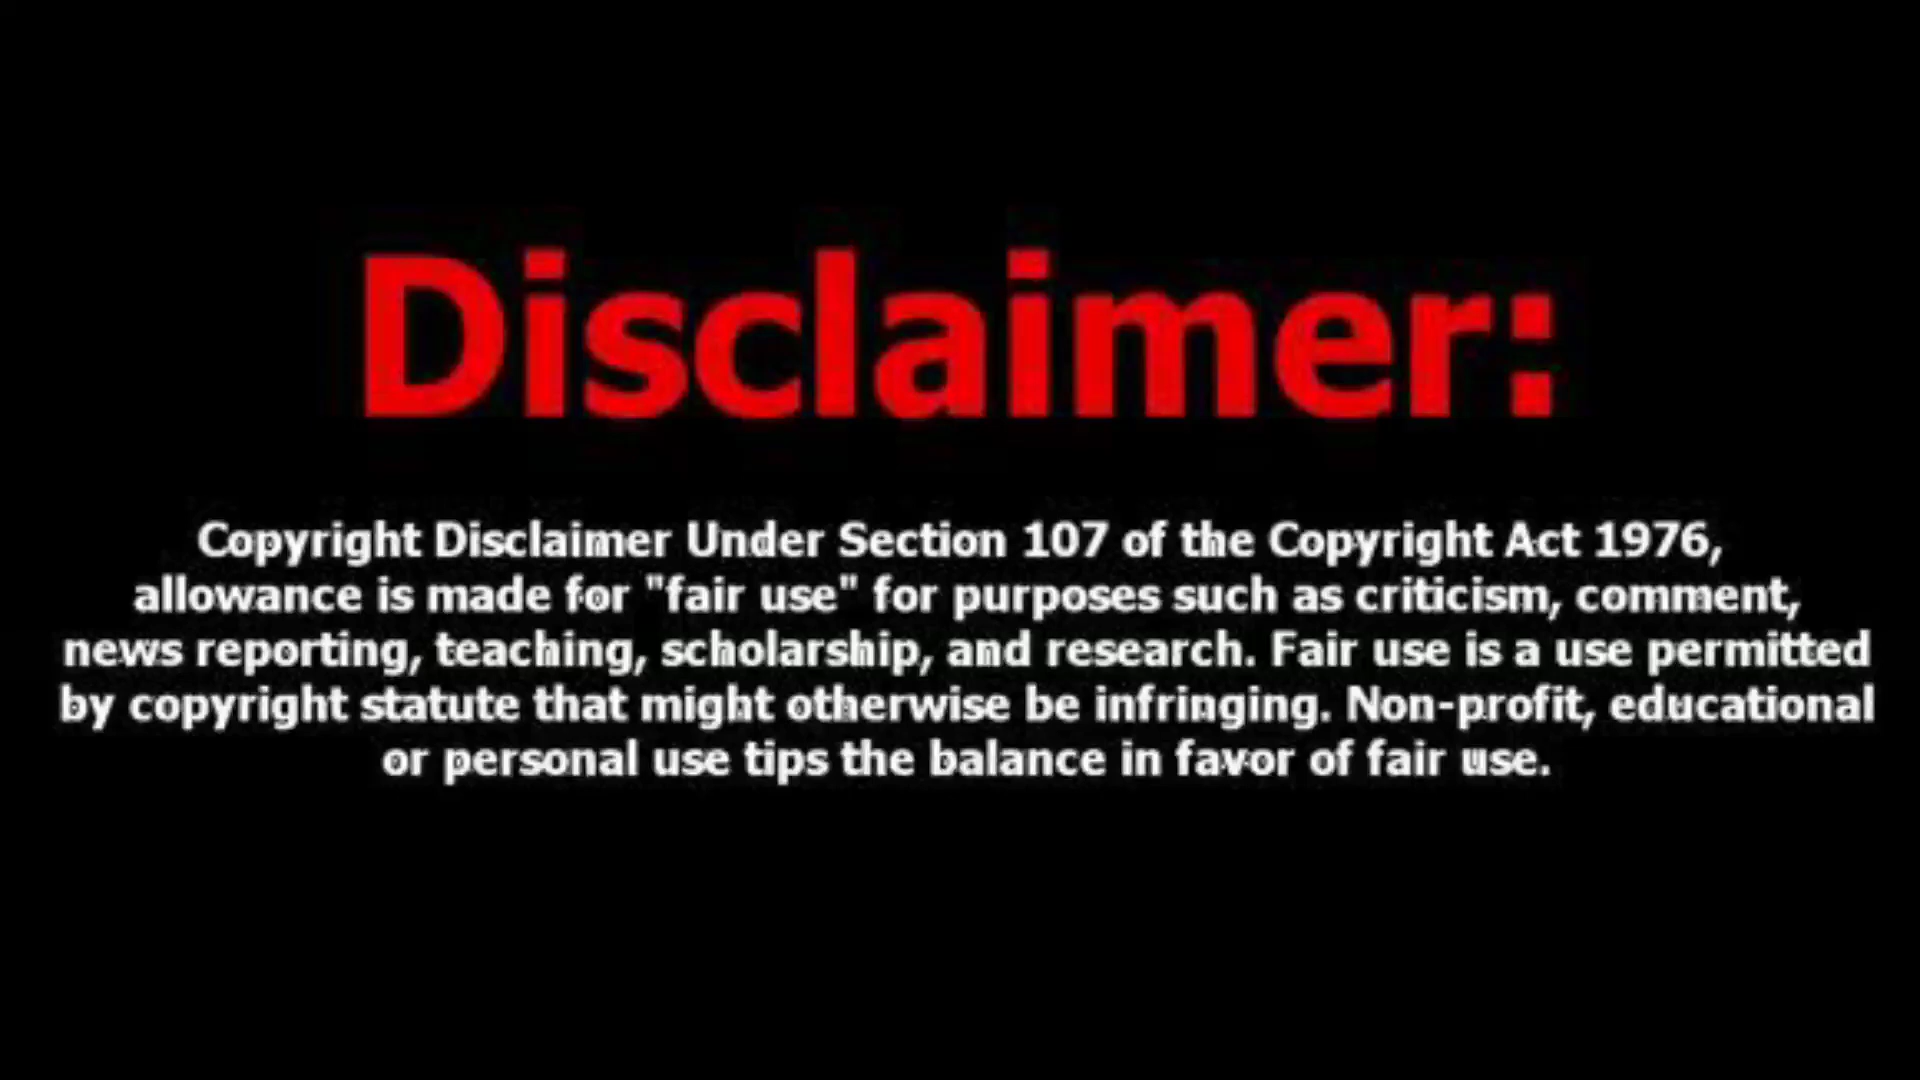 Disclaimer:
Copyright Disclaimer Under Section 107 of the Copyright Act 1976,
allowance is made for "fair use" for purposes such as criticism, comment,
news reporting, teaching, scholarship, and research. Fair use is a use permitted
by copyright statute that might otherwise be infringing. Non-profit, educational
or personal use tips the balance in favor of fair use.